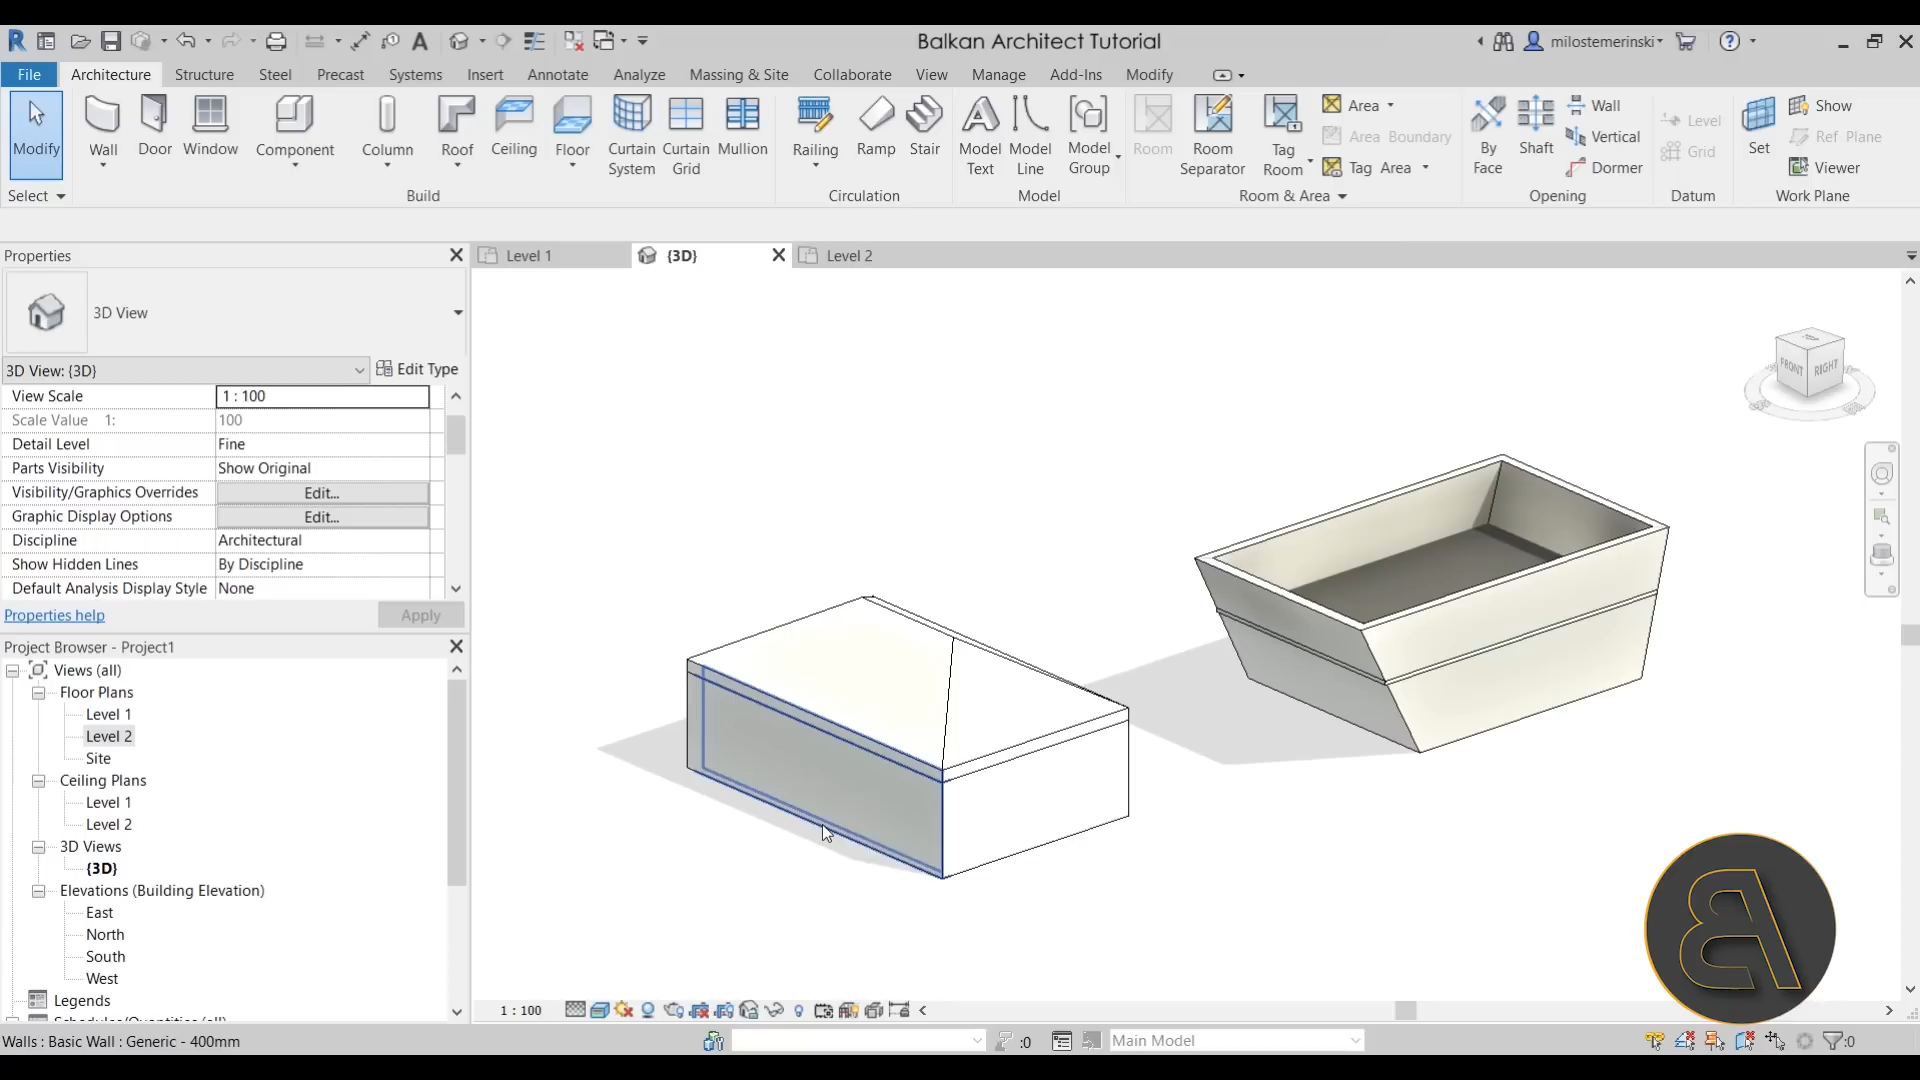 Balkan Architect Tutorial
milostemerinski
File Architecture Structure Steel Precast Systems Insert Annotate Analyze Massing & Site Collaborate View Manage Add-Ins Modify
Modify Wall Door Window Component Column Roof Ceiling Floor Curtain System Curtain Grid Mullion Railing Ramp Stair Model Text Model Line Model Group Room Room Separator Tag Room By Face Shaft Set
Area Wall Level Show
Area Boundary Vertical Grid Ref Plane
Tag Area Dormer Viewer
Select Build Circulation Model Room & Area Opening Datum Work Plane
Properties
Level 1 {3D} Level 2
3D View
3D View: {3D} Edit Type
View Scale 1 : 100
Scale Value 1: 100
Detail Level Fine
Parts Visibility Show Original
Visibility/Graphics Overrides Edit...
Graphic Display Options Edit...
Discipline Architectural
Show Hidden Lines By Discipline
Default Analysis Display Style None
Properties help Apply
Project Browser - Project1
Views (all)
Floor Plans
Level 1
Level 2
Site
Ceiling Plans
Level 1
Level 2
3D Views
{3D}
Elevations (Building Elevation)
East
North
South
West
Legends
FRONT RIGHT
1 : 100
Walls : Basic Wall : Generic - 400mm
:0 Main Model :0